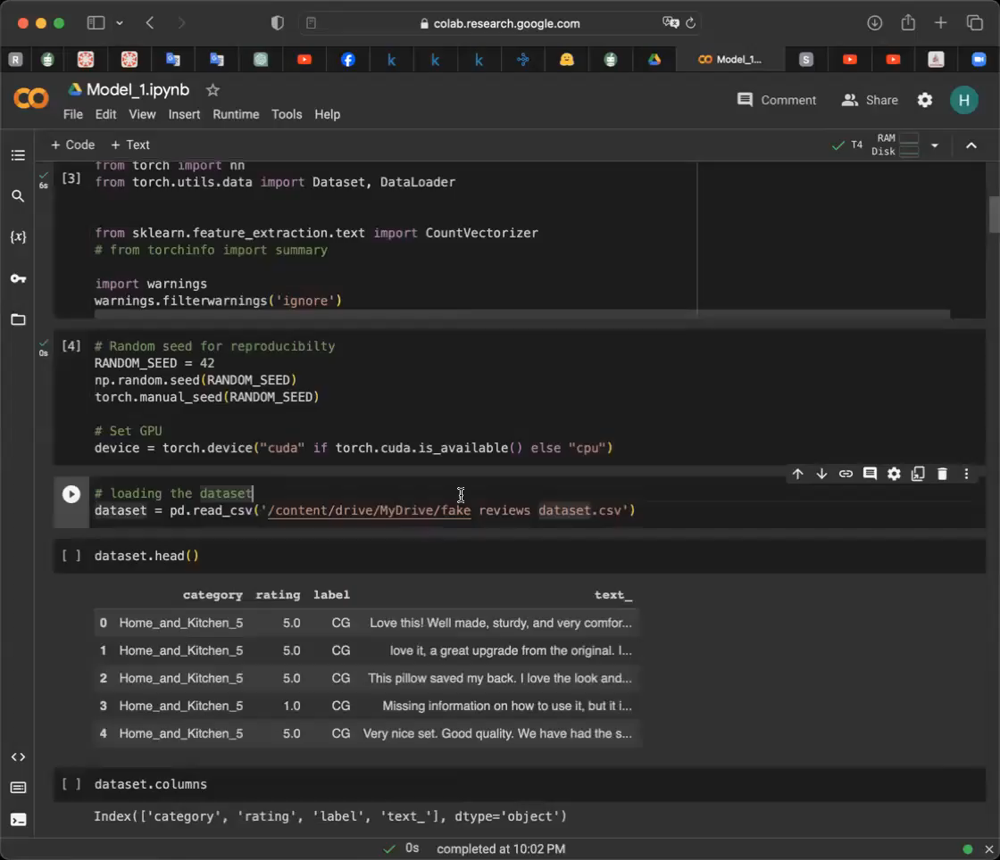 colab.research.google.com
Model_1...
Model_1.ipynb
Comment
Share
H
File Edit View Insert Runtime Tools Help
+ Code + Text
T4
RAM
Disk
from torch import nn
[3]
6s
from torch.utils.data import Dataset, DataLoader
from sklearn.feature_extraction.text import CountVectorizer
# from torchinfo import summary
import warnings
warnings.filterwarnings('ignore')
[4]
0s
# Random seed for reproducibilty
RANDOM_SEED = 42
np.random.seed(RANDOM_SEED)
torch.manual_seed(RANDOM_SEED)
# Set GPU
device = torch.device("cuda" if torch.cuda.is_available() else "cpu")
# loading the dataset
dataset = pd.read_csv('/content/drive/MyDrive/fake reviews dataset.csv')
[ ] dataset.head()
category rating label text_
0 Home_and_Kitchen_5 5.0 CG Love this! Well made, sturdy, and very comfor...
1 Home_and_Kitchen_5 5.0 CG love it, a great upgrade from the original. I...
2 Home_and_Kitchen_5 5.0 CG This pillow saved my back. I love the look and...
3 Home_and_Kitchen_5 1.0 CG Missing information on how to use it, but it i...
4 Home_and_Kitchen_5 5.0 CG Very nice set. Good quality. We have had the s...
[ ] dataset.columns
Index(['category', 'rating', 'label', 'text_'], dtype='object')
0s completed at 10:02 PM